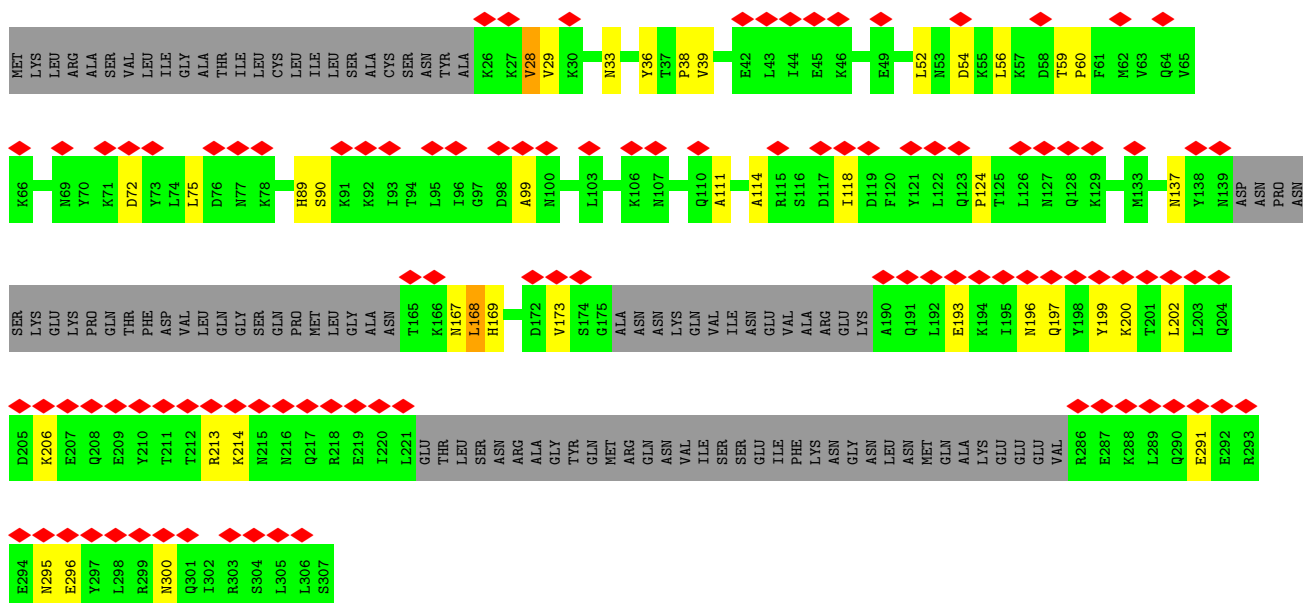 MET LYS LEU ARG ALA SER VAL LEU ILE GLY ALA THR ILE LEU CYS LEU ILE LEU SER ALA CYS SER ASN TYR ALA K26 K27 V28 V29 K30 N33 Y36 T37 P38 V39 E42 L43 I44 E45 K46 E49 L52 N53 D54 K55 L56 K57 D58 T59 P60 F61 M62 V63 Q64 V65
K66 N69 Y70 K71 D72 Y73 L74 L75 D76 N77 K78 H89 S90 K91 K92 I93 T94 L95 I96 G97 D98 A99 N100 L103 K106 N107 Q110 A111 A114 R115 S116 D117 I118 D119 F120 Y121 L122 Q123 P124 T125 L126 N127 Q128 K129 M133 N137 Y138 N139 ASP ASN PRO ASN
SER LYS GLU LYS PRO GLN THR PHE ASP VAL LEU GLN GLY SER GLN PRO MET LEU GLY ALA ASN T165 K166 N167 L168 H169 D172 V173 S174 G175 ALA ASN ASN LYS GLN VAL ILE ASN GLU VAL ALA ARG GLU LYS A190 Q191 L192 E193 K194 I195 N196 Q197 Y198 Y199 K200 T201 L202 L203 Q204
D205 K206 E207 Q208 E209 Y210 T211 T212 R213 K214 N215 N216 Q217 R218 E219 I220 L221 GLU THR LEU SER ASN ARG ALA GLY TYR GLN MET ARG GLN ASN VAL ILE SER SER GLU ILE PHE LYS ASN GLY ASN LEU ASN MET GLN ALA LYS GLU GLU GLU VAL R286 E287 K288 L289 Q290 E291 E292 R293
E294 N295 E296 Y297 L298 R299 N300 Q301 I302 R303 S304 L305 L306 S307